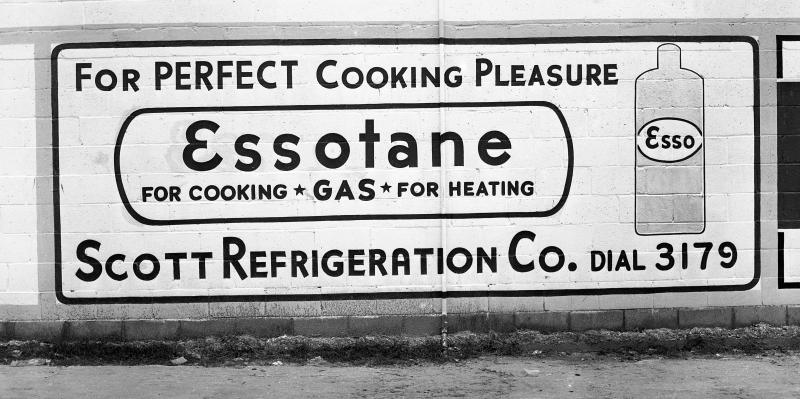 FOR PERFECT COOKING PLEASURE
Essotane
FOR COOKING ★ GAS ★ FOR HEATING
Esso
SCOTT REFRIGERATION CO. DIAL 3179